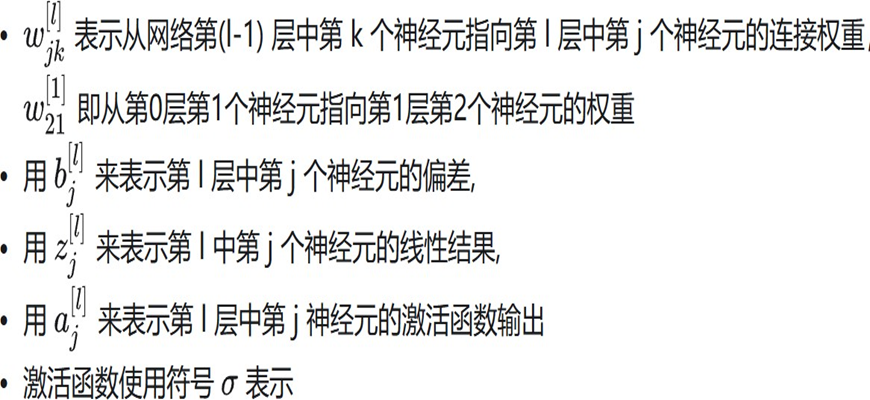 • $w_{jk}^{[l]}$ 表示从网络第(l-1) 层中第 k 个神经元指向第 l 层中第 j 个神经元的连接权重,
$w_{21}^{[1]}$ 即从第0层第1个神经元指向第1层第2个神经元的权重
• 用 $b_{j}^{[l]}$ 来表示第 l 层中第 j 个神经元的偏差,
• 用 $z_{j}^{[l]}$ 来表示第 l 中第 j 个神经元的线性结果,
• 用 $a_{j}^{[l]}$ 来表示第 l 层中第 j 神经元的激活函数输出
• 激活函数使用符号 $\sigma$ 表示